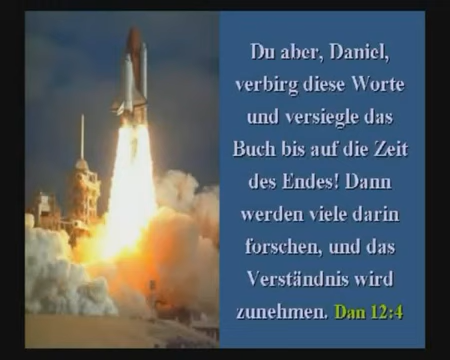 Du aber, Daniel,
verbirg diese Worte
und versiegle das
Buch bis auf die Zeit
des Endes! Dann
werden viele darin
forschen, und das
Verständnis wird
zunehmen. Dan 12:4